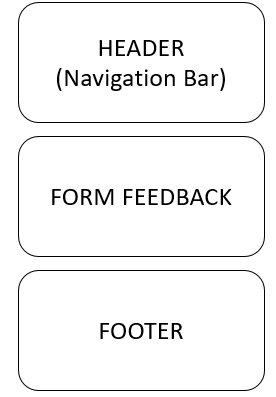 HEADER
(Navigation Bar)
FORM FEEDBACK
FOOTER